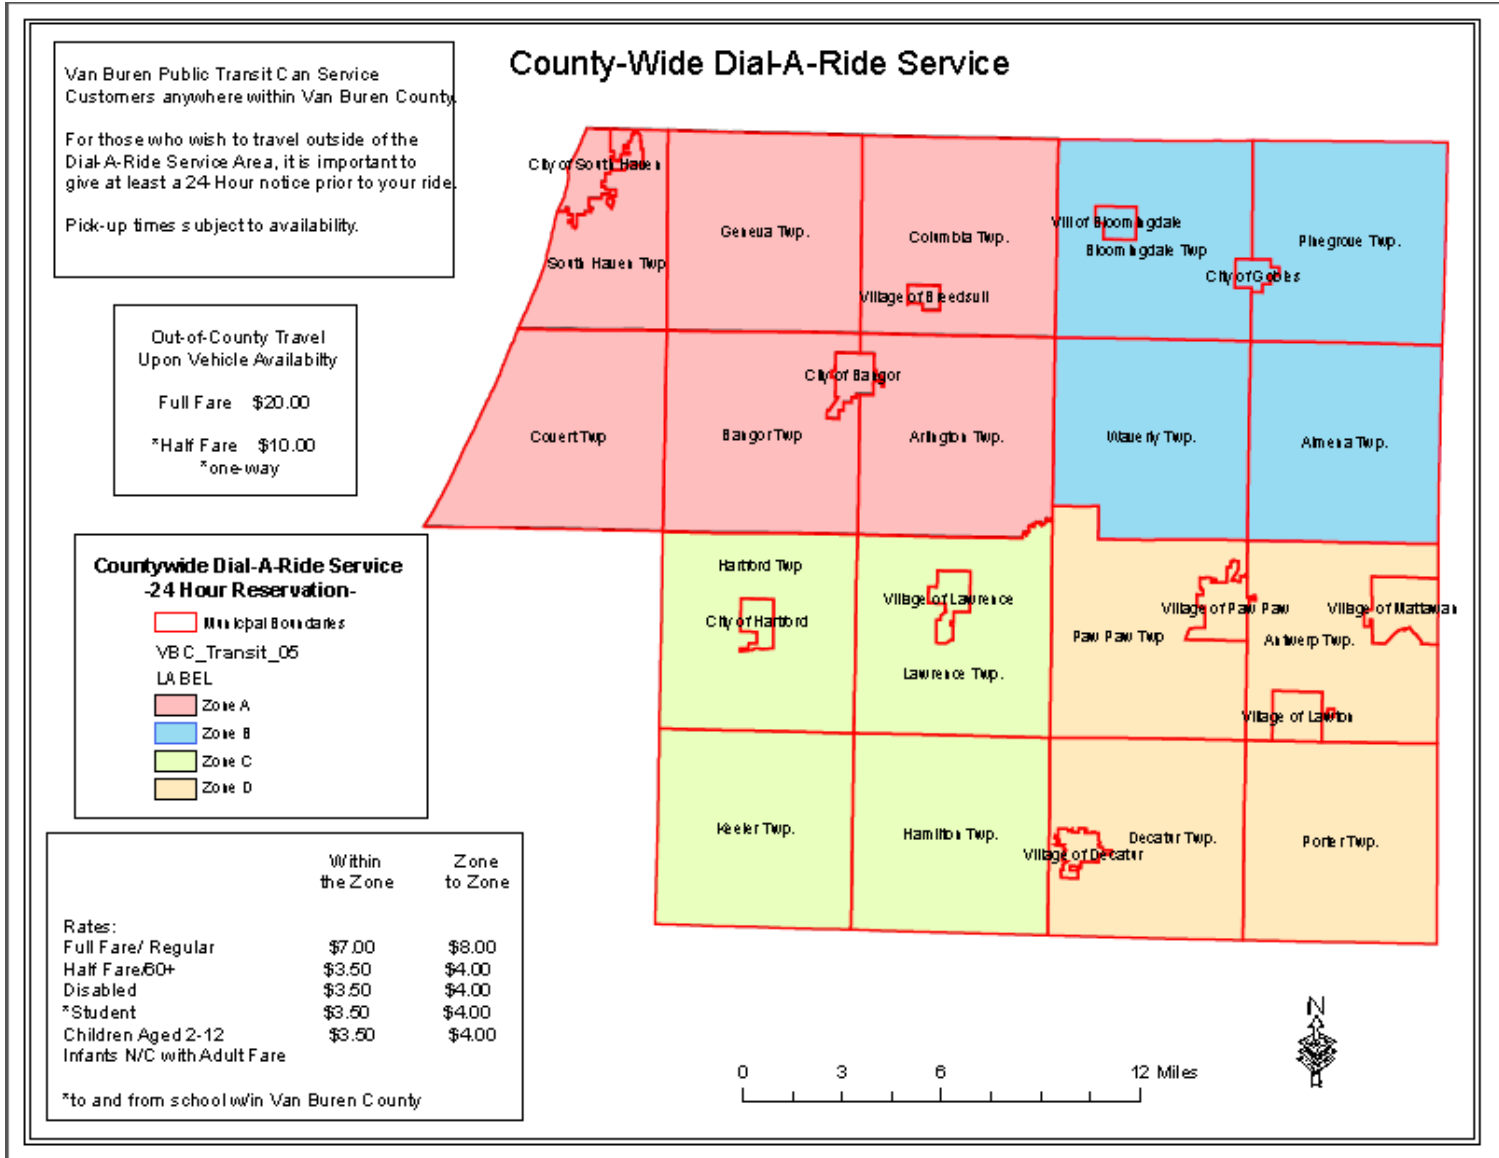 County-Wide Dial-A-Ride Service
Van Buren Public Transit Can Service
Customers anywhere within Van Buren County.
For those who wish to travel outside of the
Dial-A-Ride Service Area, it is important to
give at least a 24 Hour notice prior to your ride.
Pick-up times subject to availability.
Out-of-County Travel
Upon Vehicle Availabilty
Full Fare $20.00
*Half Fare $10.00
*one-way
Countywide Dial-A-Ride Service
-24 Hour Reservation-
Municipal Boundaries
VBC_Transit_05
LABEL
Zone A
Zone B
Zone C
Zone D
Within the Zone
Zone to Zone
Rates:
Full Fare/ Regular $7.00 $8.00
Half Fare/60+ $3.50 $4.00
Disabled $3.50 $4.00
*Student $3.50 $4.00
Children Aged 2-12 $3.50 $4.00
Infants N/C with Adult Fare
*to and from school w/in Van Buren County
City of South Haven
South Haven Twp
Geneva Twp.
Columbia Twp.
Village of Breedsvill
Vill of Bloomingdale
Bloomingdale Twp
Pinegrove Twp.
City of Gobles
City of Bangor
Covert Twp
Bangor Twp
Arlington Twp.
Waverly Twp.
Almena Twp.
Hartford Twp
City of Hartford
Village of Lawrence
Lawrence Twp.
Village of Paw Paw
Paw Paw Twp
Village of Mattawan
Antwerp Twp.
Village of Lawton
Keeler Twp.
Hamilton Twp.
Village of Decatur
Decatur Twp.
Porter Twp.
N
0 3 6 12 Miles